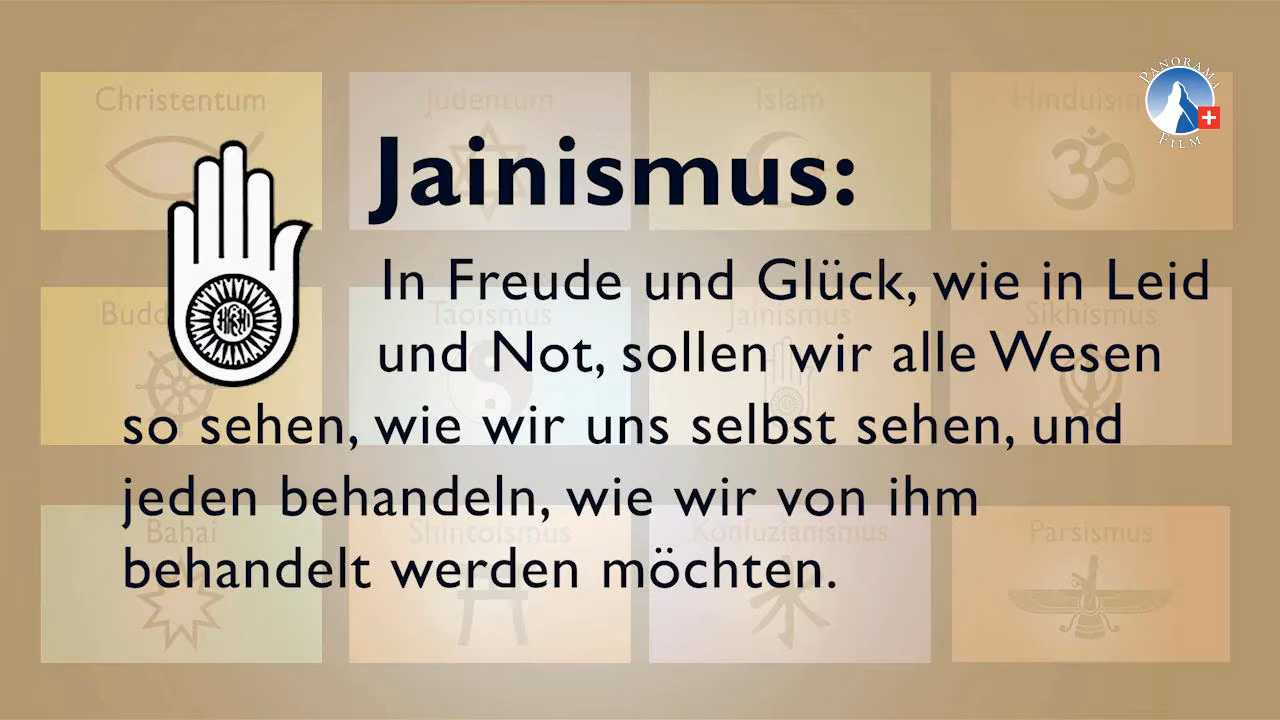 PANORAMA
FILM
Christentum
Judentum
Islam
Hinduism
Jainismus:
In Freude und Glück, wie in Leid
und Not, sollen wir alle Wesen
so sehen, wie wir uns selbst sehen, und
jeden behandeln, wie wir von ihm
behandelt werden möchten.
Budd
Taoismus
Jainismus
Sikhismus
Bahai
Shintoismus
Konfuzianismus
Parsismus